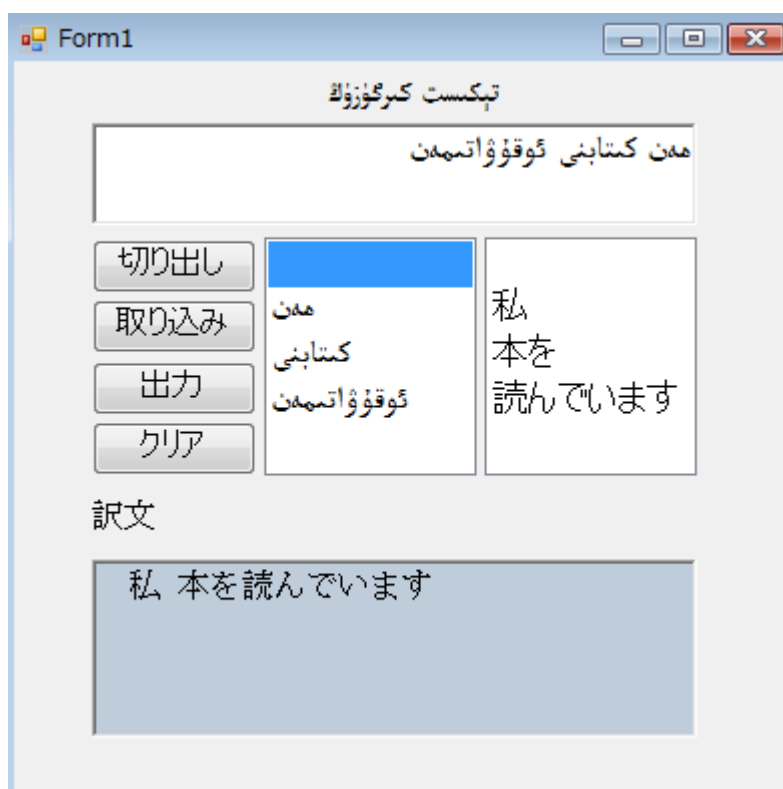 Form1
تېكىست كىرگۈزۈڭ
مەن كىتابنى ئوقۇۋاتىمەن
切り出し
取り込み
出力
クリア
مەن
كىتابنى
ئوقۇۋاتىمەن
私
本を
読んでいます
訳文
私 本を読んでいます